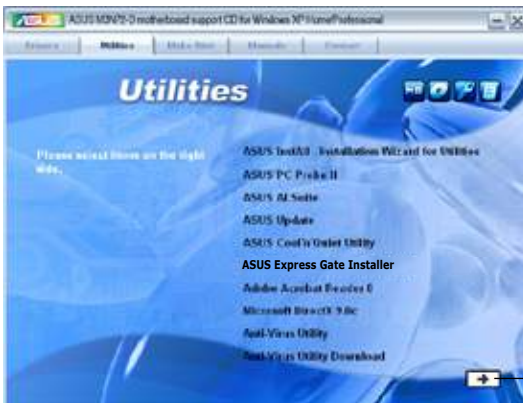 ASUS M3N72-D motherboard support CD for Windows XP Home/Professional
Drivers Utilities Make Disk Manuals Contact
Utilities
Please select items on the right side.
ASUS InstAll - Installation Wizard for Utilities
ASUS PC Probe II
ASUS AI Suite
ASUS Update
ASUS Cool'n'Quiet Utility
ASUS Express Gate Installer
Adobe Acrobat Reader 8
Microsoft DirectX 9.0c
Anti-Virus Utility
Anti-Virus Utility Download